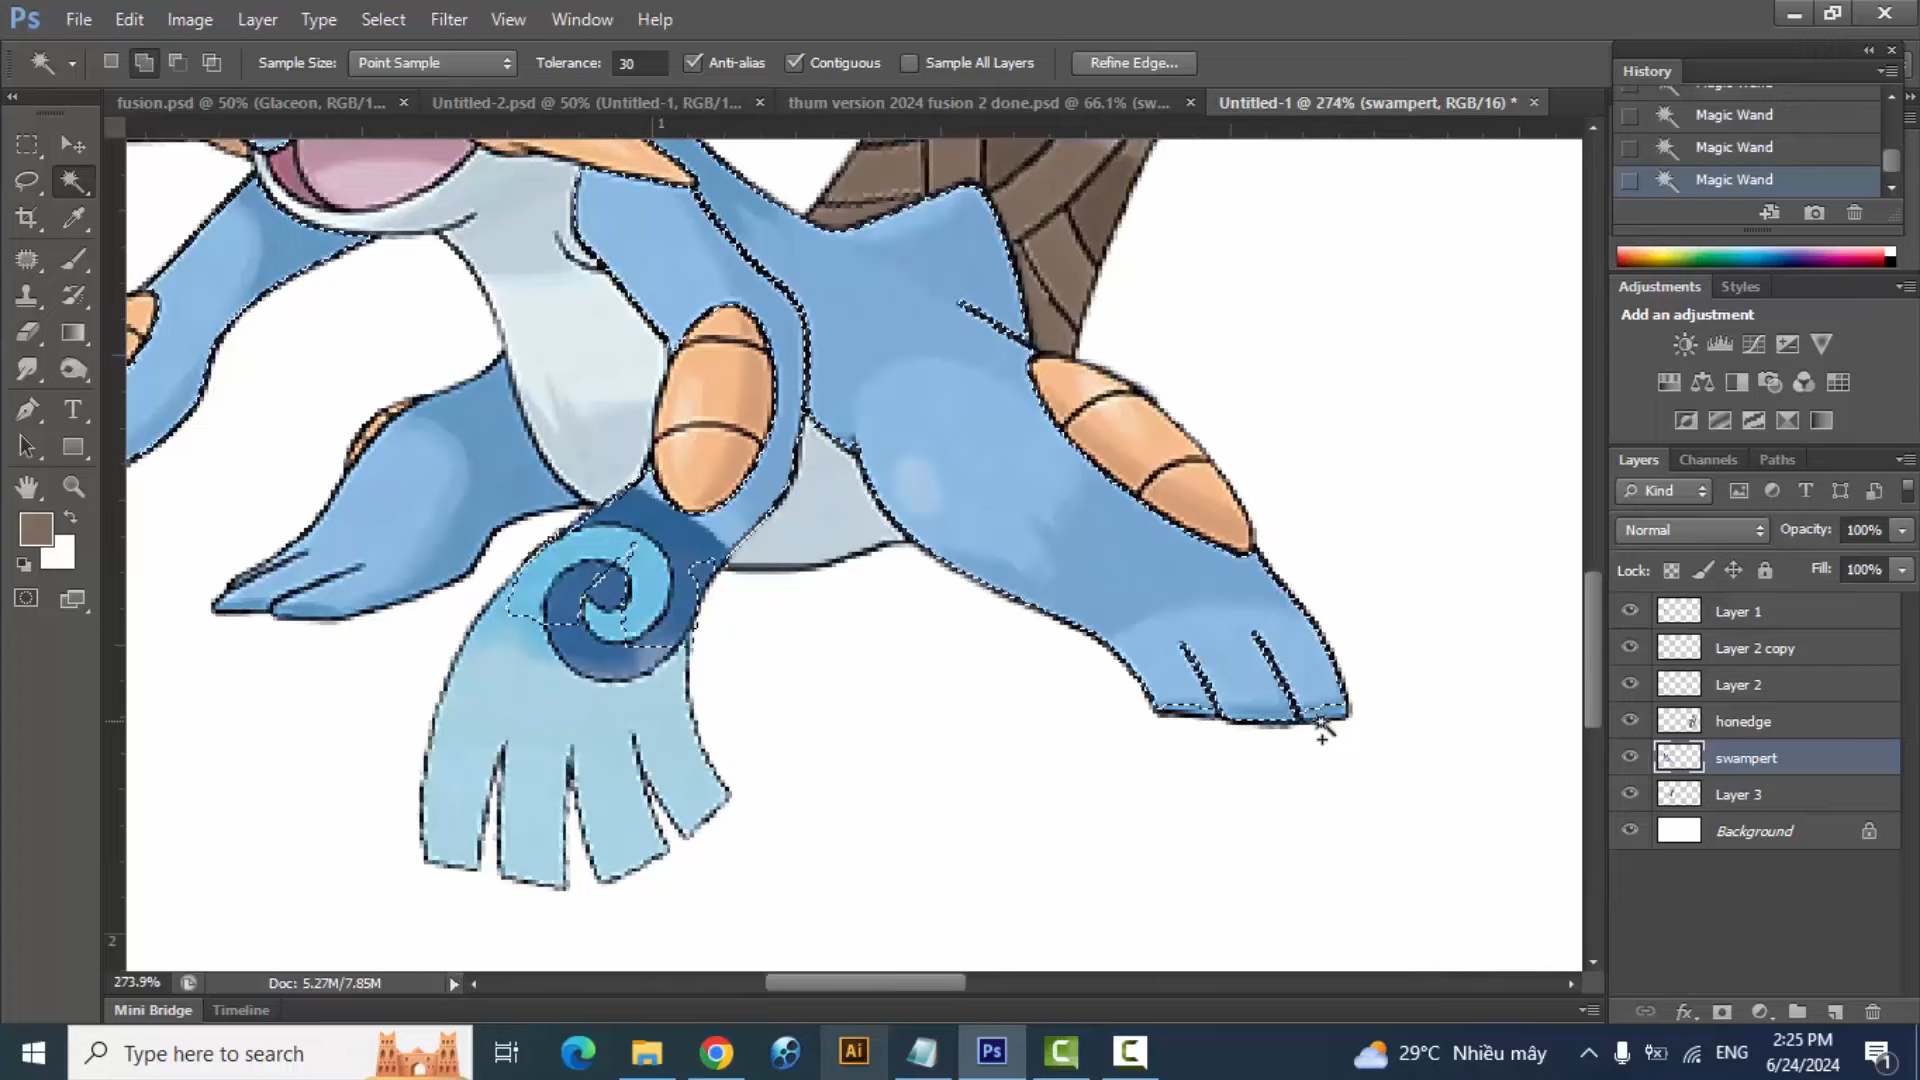 Ps File Edit Image Layer Type Select Filter View Window Help
Sample Size: Point Sample Tolerance: 30 Anti-alias Contiguous Sample All Layers Refine Edge...
fusion.psd @ 50% (Glaceon, RGB/1... × Untitled-2.psd @ 50% (Untitled-1, RGB/1... × thum version 2024 fusion 2 done.psd @ 66.1% (sw... × Untitled-1 @ 274% (swampert, RGB/16) * ×
1
2
History
Magic Wand
Magic Wand
Magic Wand
Adjustments Styles
Add an adjustment
Layers Channels Paths
Kind
Normal Opacity: 100%
Lock: Fill: 100%
Layer 1
Layer 2 copy
Layer 2
honedge
swampert
Layer 3
Background
273.9% Doc: 5.27M/7.85M
Mini Bridge Timeline
Type here to search
Ai
Ps
29°C Nhiều mây
ENG
2:25 PM
6/24/2024
1